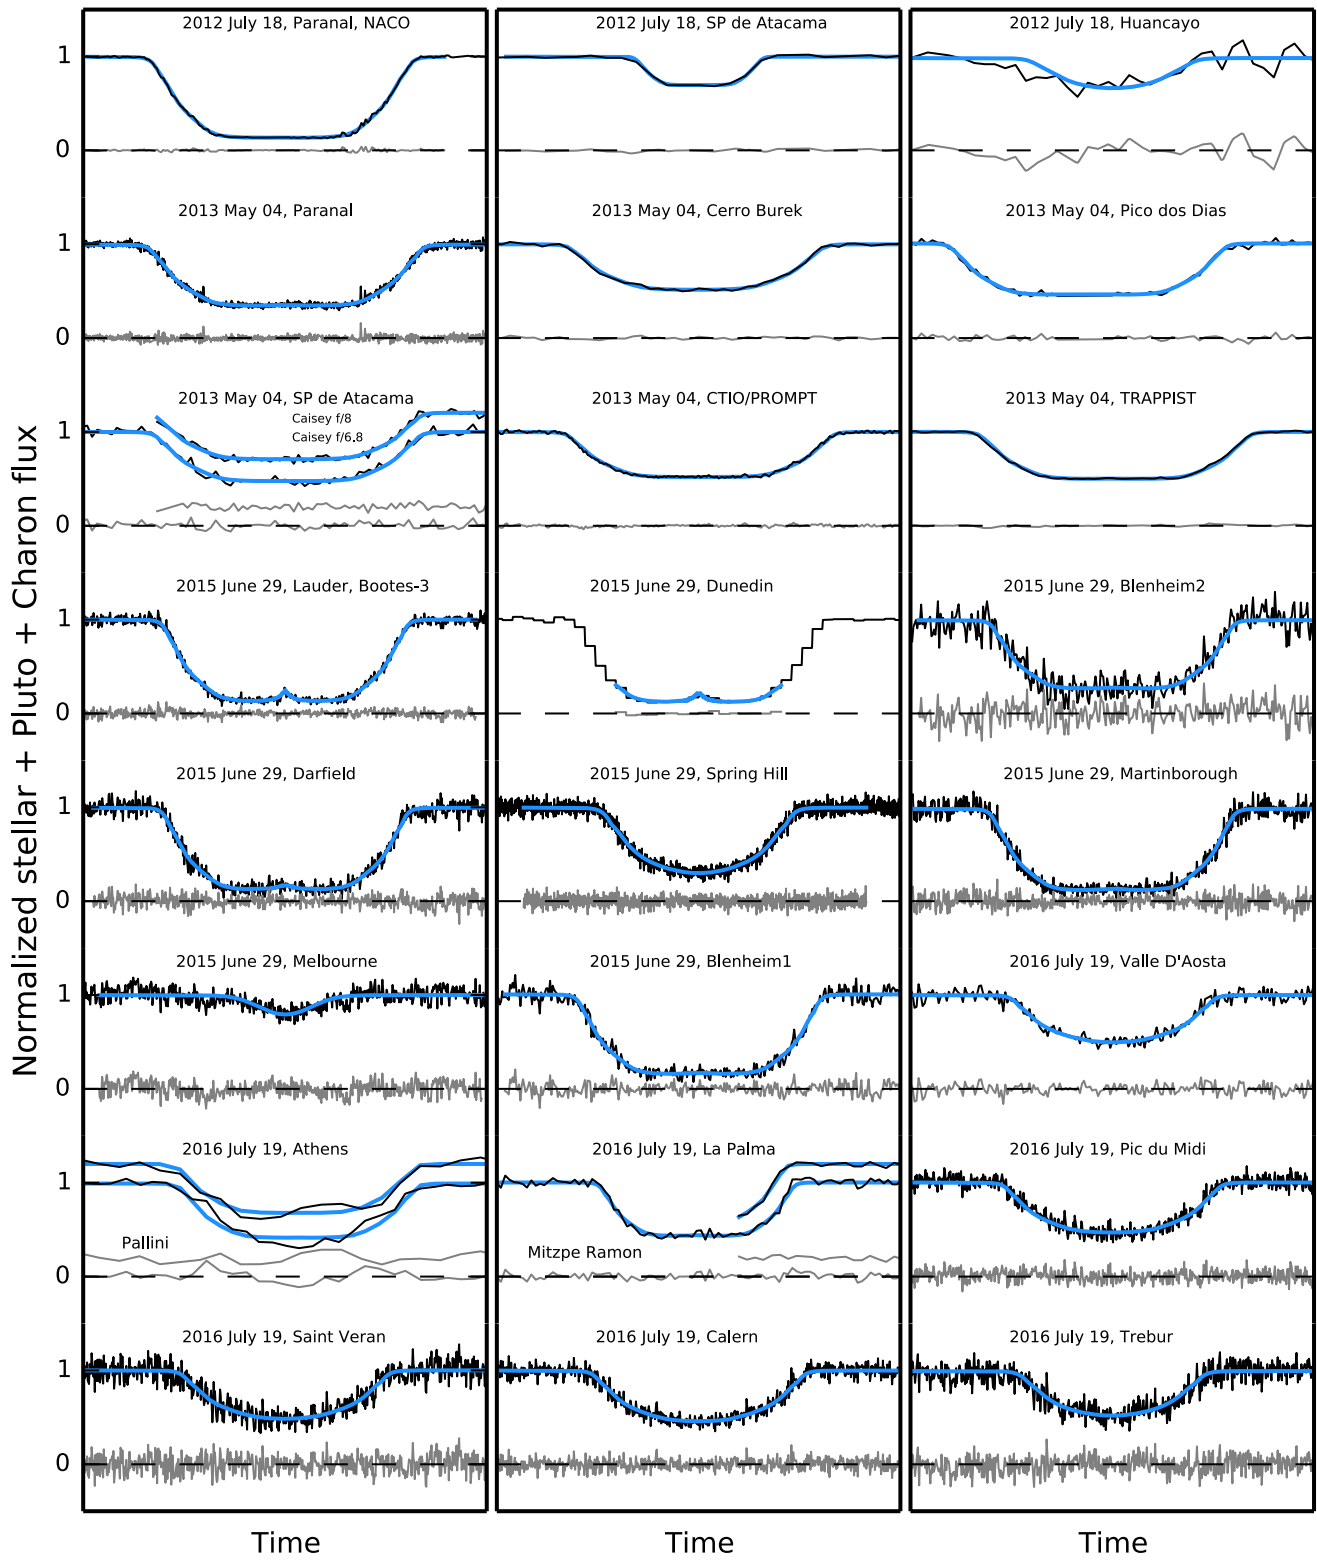 Normalized stellar + Pluto + Charon flux
2012 July 18, Paranal, NACO
2012 July 18, SP de Atacama
2012 July 18, Huancayo
1
0
2013 May 04, Paranal
2013 May 04, Cerro Burek
2013 May 04, Pico dos Dias
1
0
2013 May 04, SP de Atacama
Caisey f/8
Caisey f/6.8
2013 May 04, CTIO/PROMPT
2013 May 04, TRAPPIST
1
0
2015 June 29, Lauder, Bootes-3
2015 June 29, Dunedin
2015 June 29, Blenheim2
1
0
2015 June 29, Darfield
2015 June 29, Spring Hill
2015 June 29, Martinborough
1
0
2015 June 29, Melbourne
2015 June 29, Blenheim1
2016 July 19, Valle D'Aosta
1
0
2016 July 19, Athens
Pallini
2016 July 19, La Palma
Mitzpe Ramon
2016 July 19, Pic du Midi
1
0
2016 July 19, Saint Veran
2016 July 19, Calern
2016 July 19, Trebur
1
0
Time
Time
Time